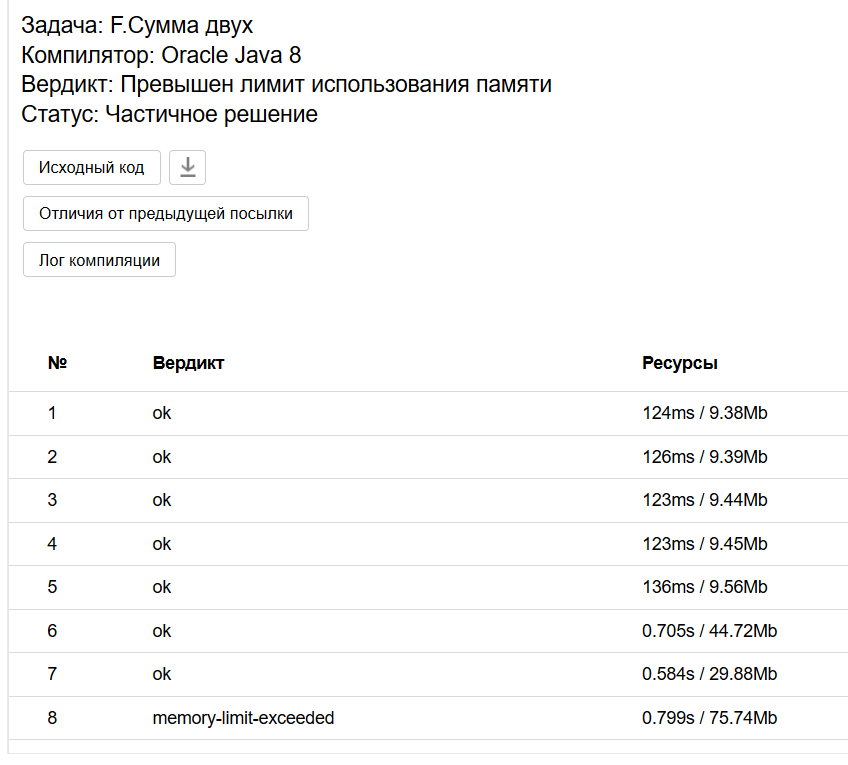 Задача: F.Сумма двух
Компилятор: Oracle Java 8
Вердикт: Превышен лимит использования памяти
Статус: Частичное решение
Исходный код
Отличия от предыдущей посылки
Лог компиляции
№ Вердикт Ресурсы
1 ok 124ms / 9.38Mb
2 ok 126ms / 9.39Mb
3 ok 123ms / 9.44Mb
4 ok 123ms / 9.45Mb
5 ok 136ms / 9.56Mb
6 ok 0.705s / 44.72Mb
7 ok 0.584s / 29.88Mb
8 memory-limit-exceeded 0.799s / 75.74Mb